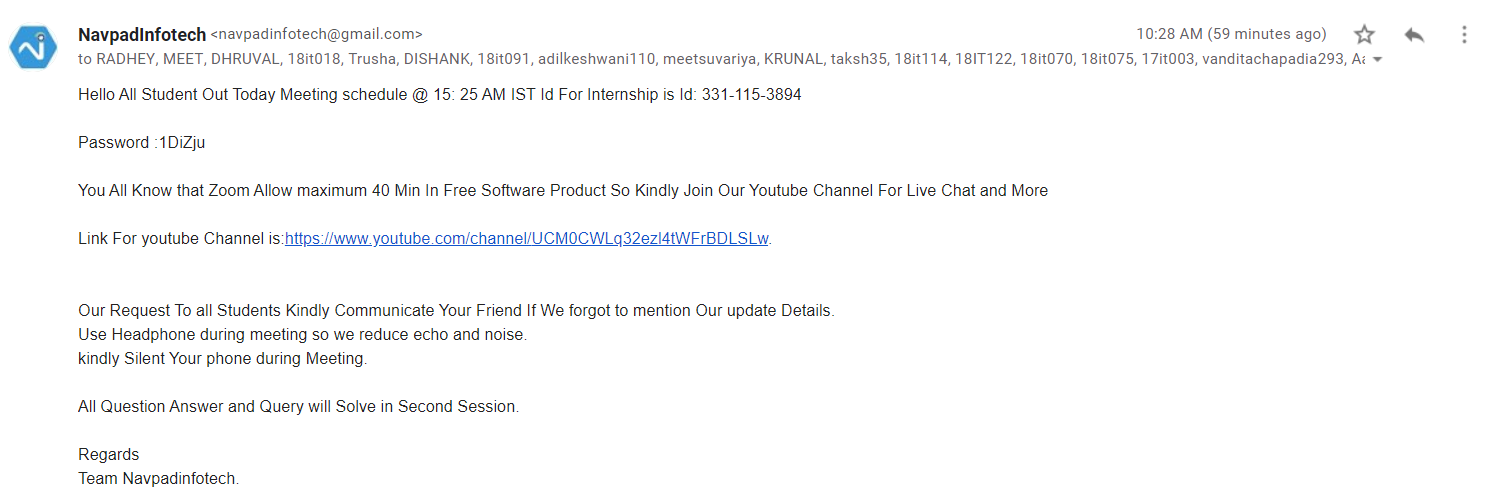 NavpadInfotech <navpadinfotech@gmail.com>
10:28 AM (59 minutes ago)
to RADHEY, MEET, DHRUVAL, 18it018, Trusha, DISHANK, 18it091, adilkeshwani110, meetsuvariya, KRUNAL, taksh35, 18it114, 18IT122, 18it070, 18it075, 17it003, vanditachapadia293,
Hello All Student Out Today Meeting schedule @ 15: 25 AM IST Id For Internship is Id: 331-115-3894
Password :1DiZju
You All Know that Zoom Allow maximum 40 Min In Free Software Product So Kindly Join Our Youtube Channel For Live Chat and More
Link For youtube Channel is:https://www.youtube.com/channel/UCM0CWLq32ezI4tWFrBDLSLw.
Our Request To all Students Kindly Communicate Your Friend If We forgot to mention Our update Details.
Use Headphone during meeting so we reduce echo and noise.
kindly Silent Your phone during Meeting.
All Question Answer and Query will Solve in Second Session.
Regards
Team Navpadinfotech.